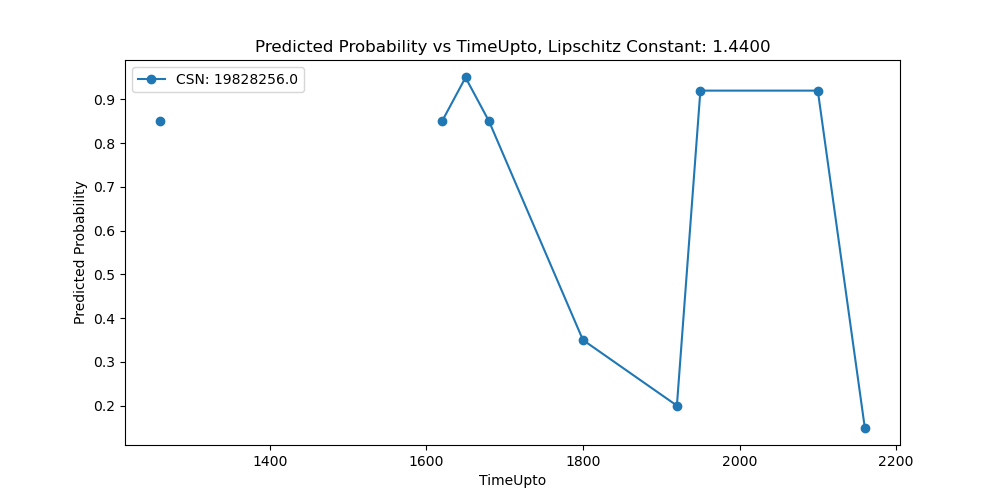 Predicted Probability vs TimeUpto, Lipschitz Constant: 1.4400
CSN: 19828256.0
Predicted Probability
0.9
0.8
0.7
0.6
0.5
0.4
0.3
0.2
1400 1600 1800 2000 2200
TimeUpto